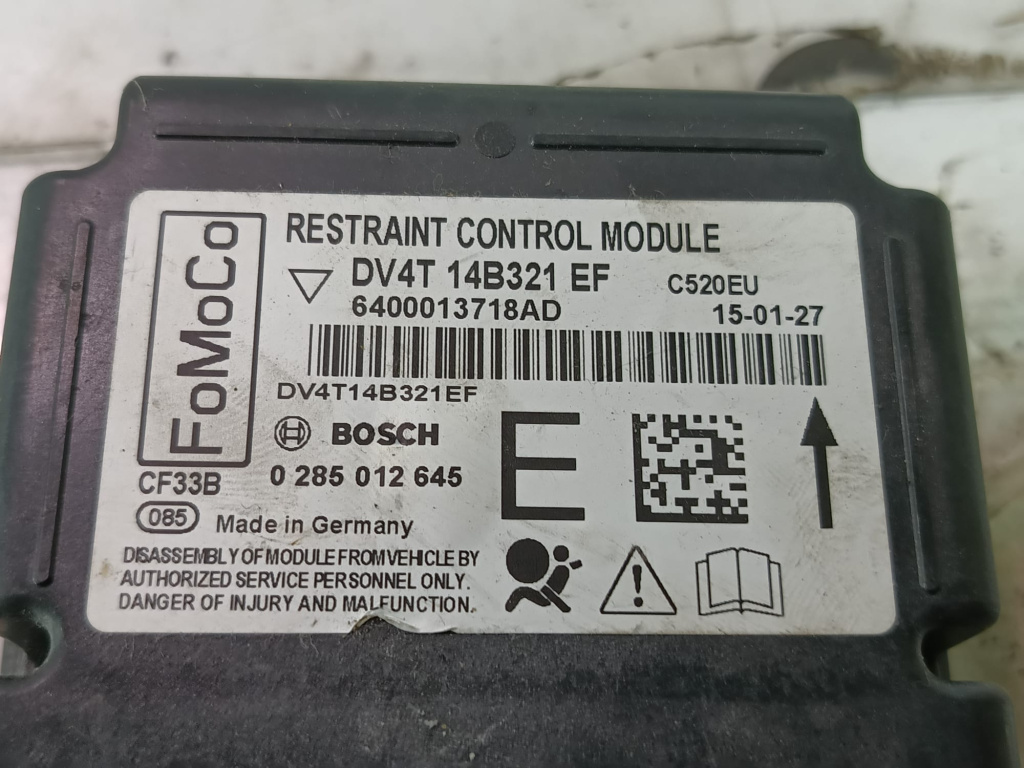 FoMoCo
RESTRAINT CONTROL MODULE
DV4T 14B321 EF C520EU
6400013718AD 15-01-27
DV4T14B321EF
BOSCH
E
CF33B 0 285 012 645
085 Made in Germany
DISASSEMBLY OF MODULE FROM VEHICLE BY
AUTHORIZED SERVICE PERSONNEL ONLY.
DANGER OF INJURY AND MALFUNCTION.